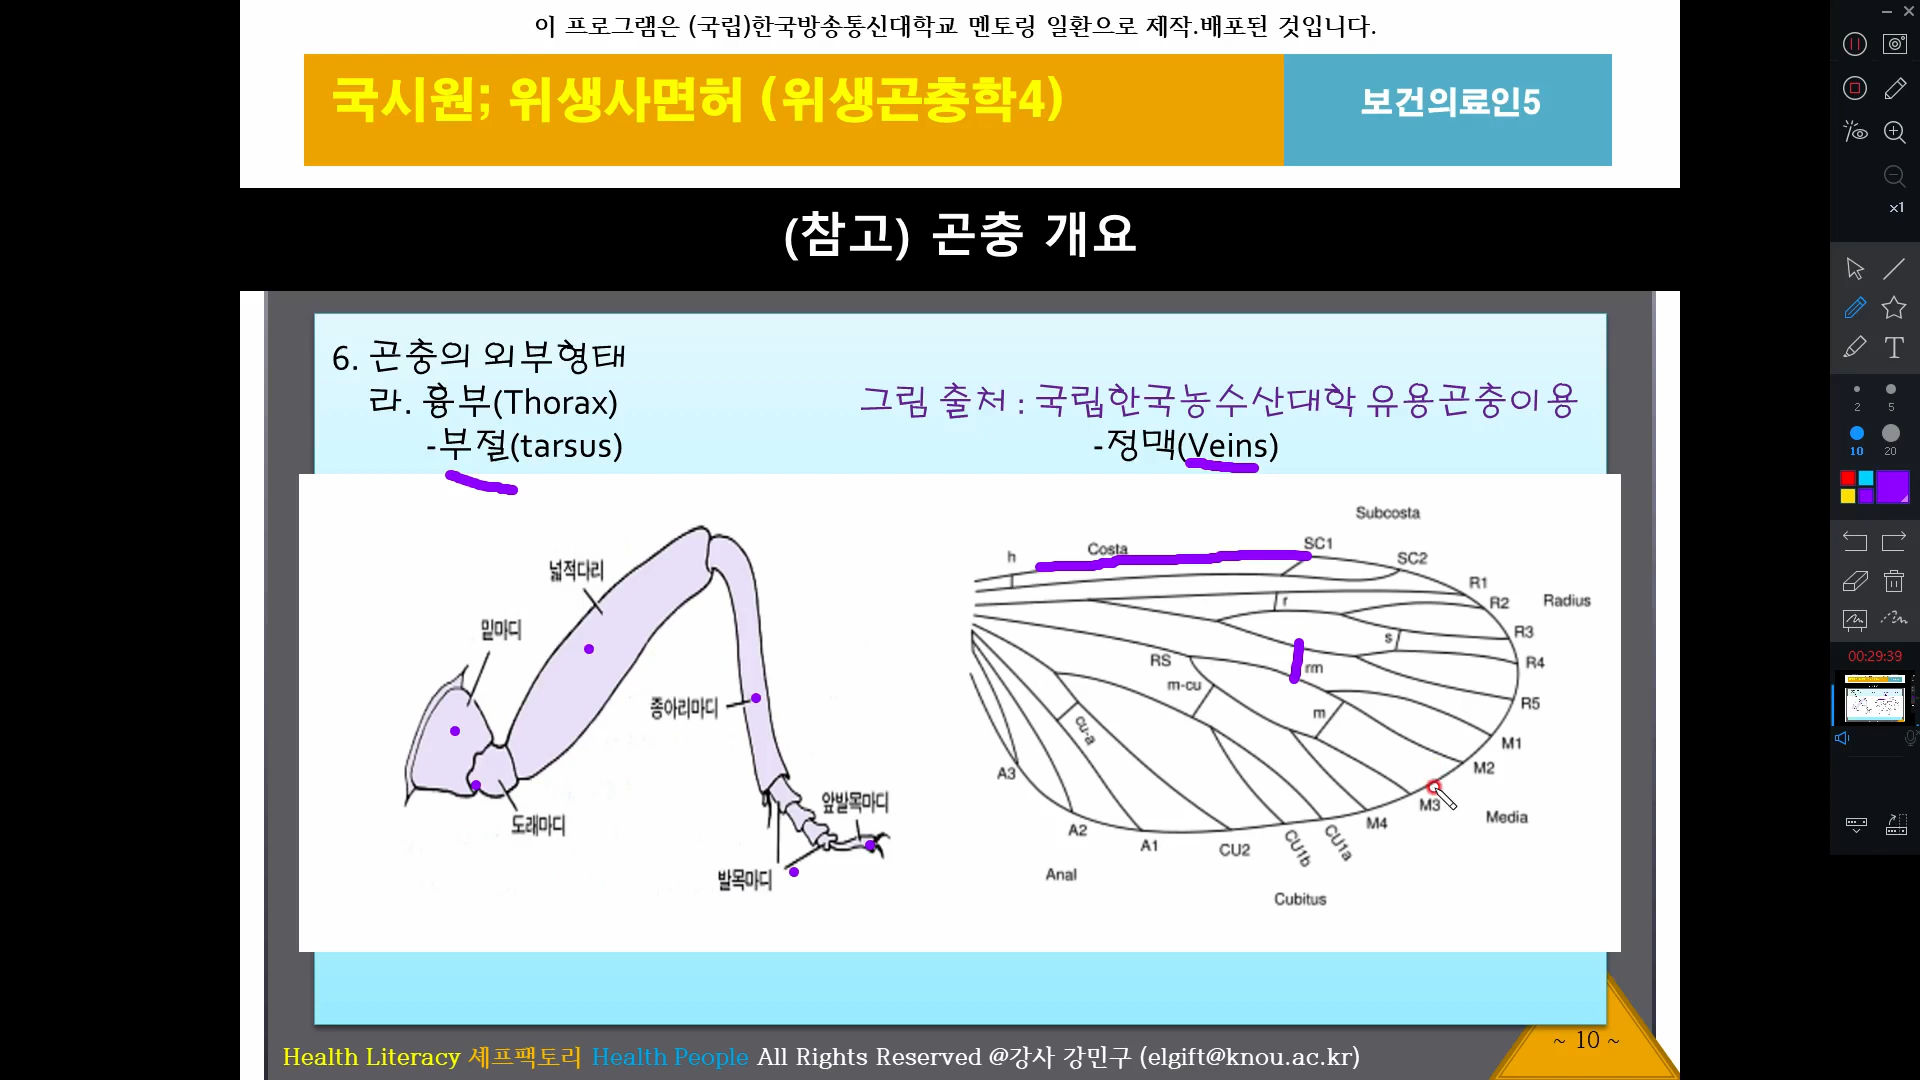 이 프로그램은 (국립)한국방송통신대학교 멘토링 일환으로 제작.배포된 것입니다.
국시원; 위생사면허 (위생곤충학4)
보건의료인5
(참고) 곤충 개요
6. 곤충의 외부형태
라. 흉부(Thorax)
그림 출처 : 국립한국농수산대학 유용곤충이용
-부절(tarsus)
-정맥(Veins)
넓적다리
밑마디
종아리마디
앞발목마디
도래마디
발목마디
Subcosta
h
Costa
SC1
SC2
R1
r
R2
Radius
R3
s
R4
RS
rm
m-cu
R5
m
cu-a
M1
A3
M2
M3
Media
A2
M4
A1
CU2
CU1b
CU1a
Anal
Cubitus
~ 10 ~
Health Literacy 셰프팩토리 Health People All Rights Reserved @강사 강민구 (elgift@knou.ac.kr)
x1
T
2
5
10
20
00:29:39